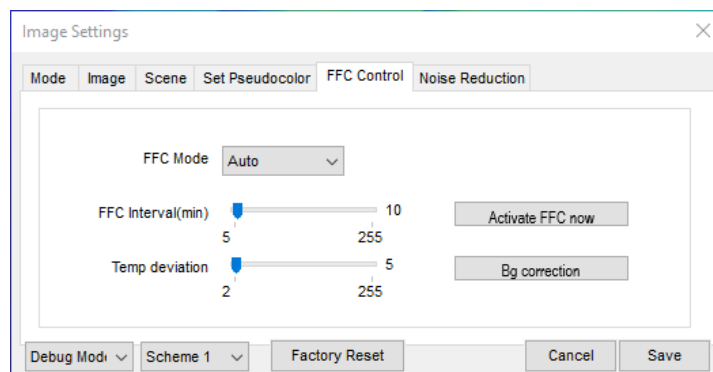 Image Settings
Mode Image Scene Set Pseudocolor FFC Control Noise Reduction
FFC Mode Auto
FFC Interval(min) 10 Activate FFC now
5 255
Temp deviation 5 Bg correction
2 255
Debug Mod Scheme 1 Factory Reset Cancel Save